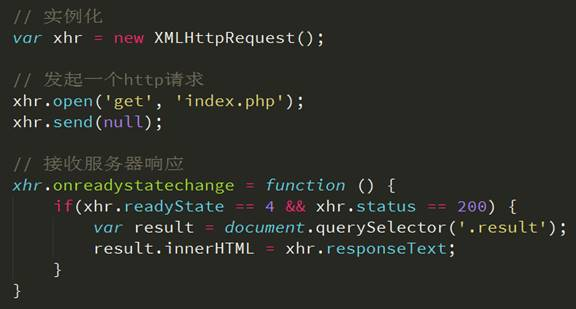 // 实例化
var xhr = new XMLHttpRequest();
// 发起一个http请求
xhr.open('get', 'index.php');
xhr.send(null);
// 接收服务器响应
xhr.onreadystatechange = function () {
if(xhr.readyState == 4 && xhr.status == 200) {
var result = document.querySelector('.result');
result.innerHTML = xhr.responseText;
}
}